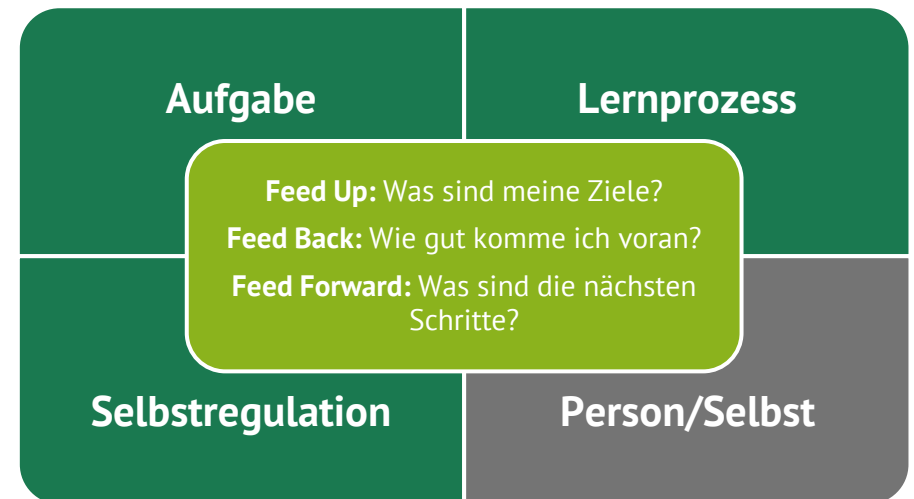 Aufgabe
Lernprozess
Feed Up: Was sind meine Ziele?
Feed Back: Wie gut komme ich voran?
Feed Forward: Was sind die nächsten
Schritte?
Selbstregulation
Person/Selbst